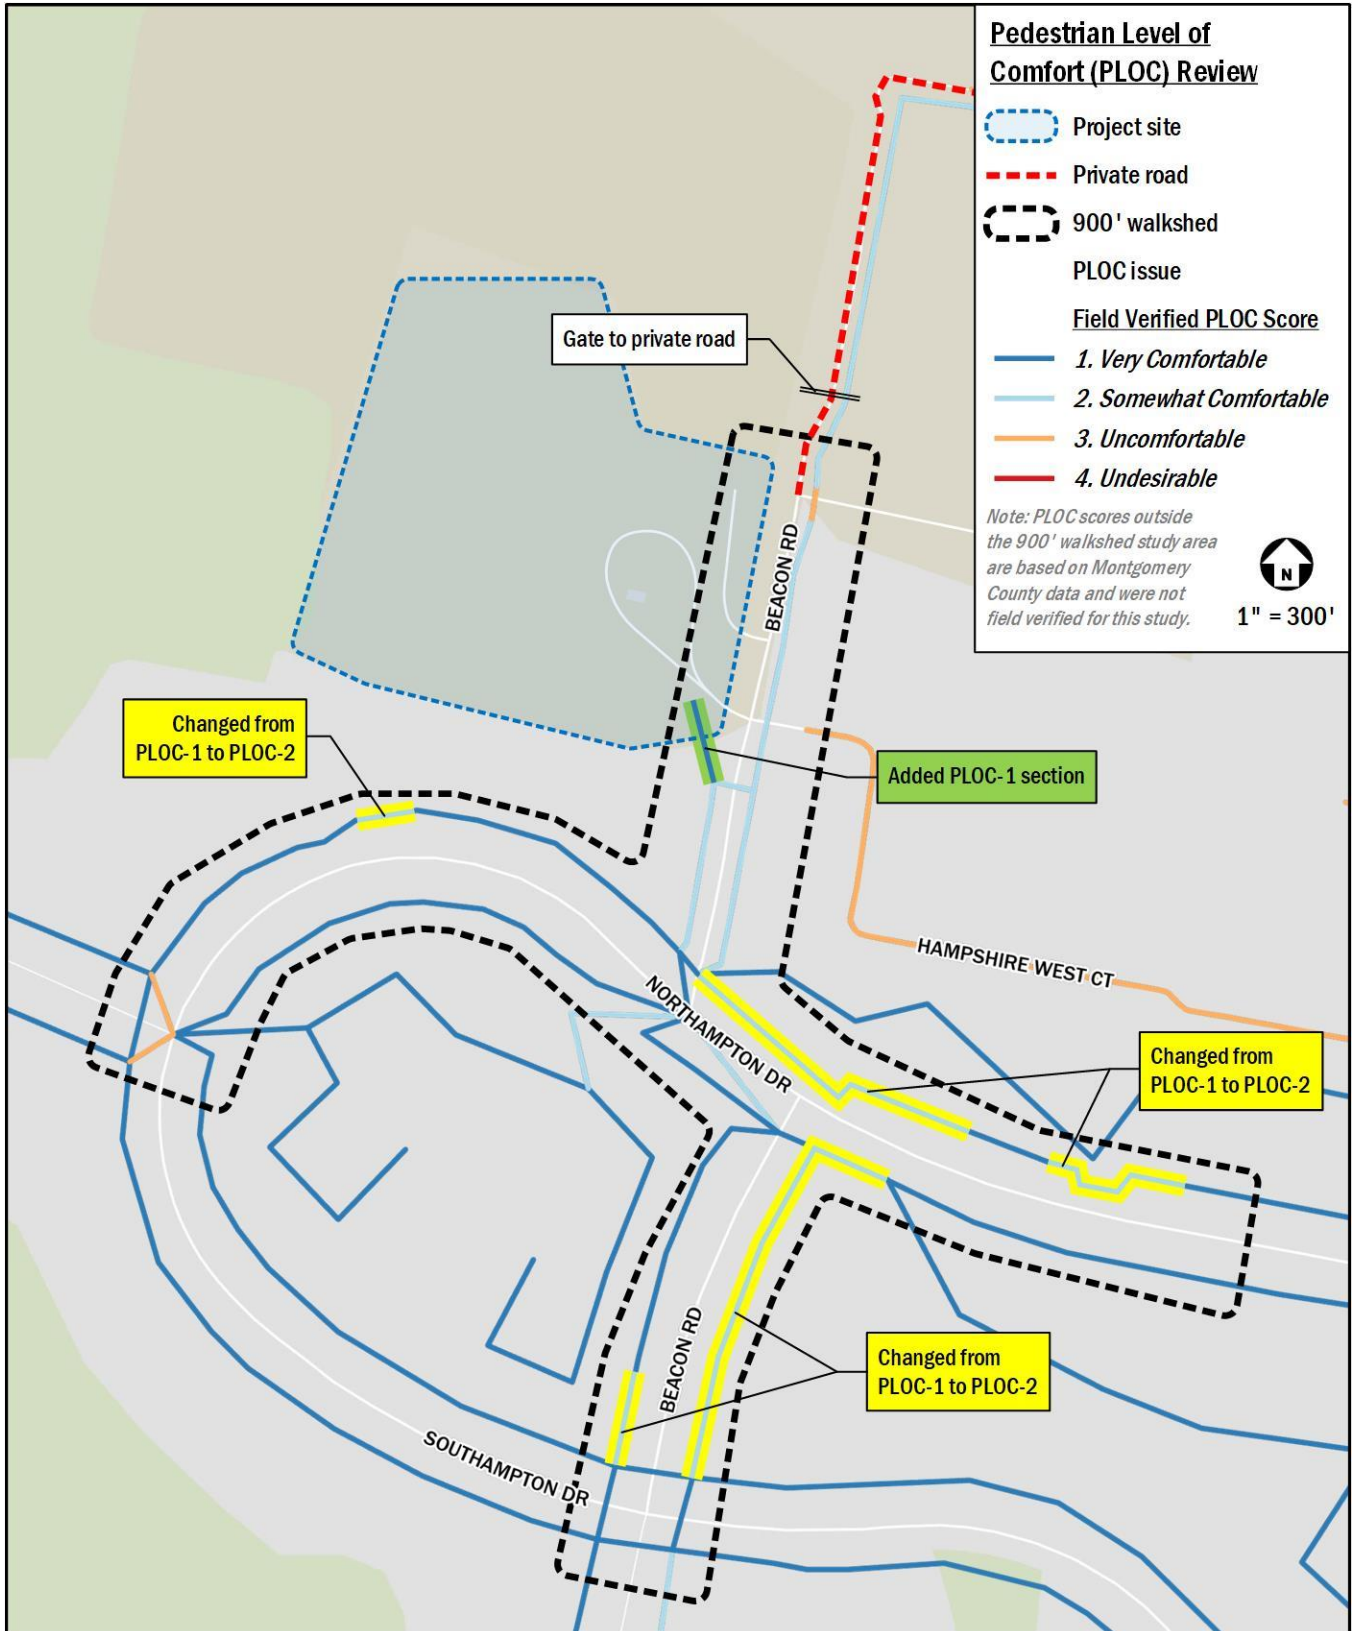 Pedestrian Level of
Comfort (PLOC) Review
Project site
Private road
900' walkshed
PLOC issue
Field Verified PLOC Score
1. Very Comfortable
2. Somewhat Comfortable
3. Uncomfortable
4. Undesirable
Note: PLOC scores outside
the 900' walkshed study area
are based on Montgomery
County data and were not
field verified for this study.
N
1" = 300'
Gate to private road
BEACON RD
Changed from
PLOC-1 to PLOC-2
Added PLOC-1 section
HAMPSHIRE WEST CT
NORTHAMPTON DR
Changed from
PLOC-1 to PLOC-2
BEACON RD
Changed from
PLOC-1 to PLOC-2
SOUTHAMPTON DR